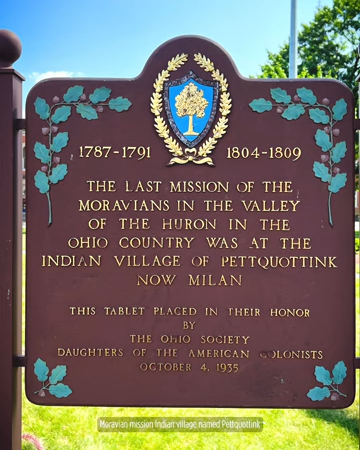 1787-1791 1804-1809
THE LAST MISSION OF THE
MORAVIANS IN THE VALLEY
OF THE HURON IN THE
OHIO COUNTRY WAS AT THE
INDIAN VILLAGE OF PETTQUOTTINK
NOW MILAN
THIS TABLET PLACED IN THEIR HONOR
BY
THE OHIO SOCIETY
DAUGHTERS OF THE AMERICAN COLONISTS
OCTOBER 4, 1935
Moravian mission Indian village named Pettquottink